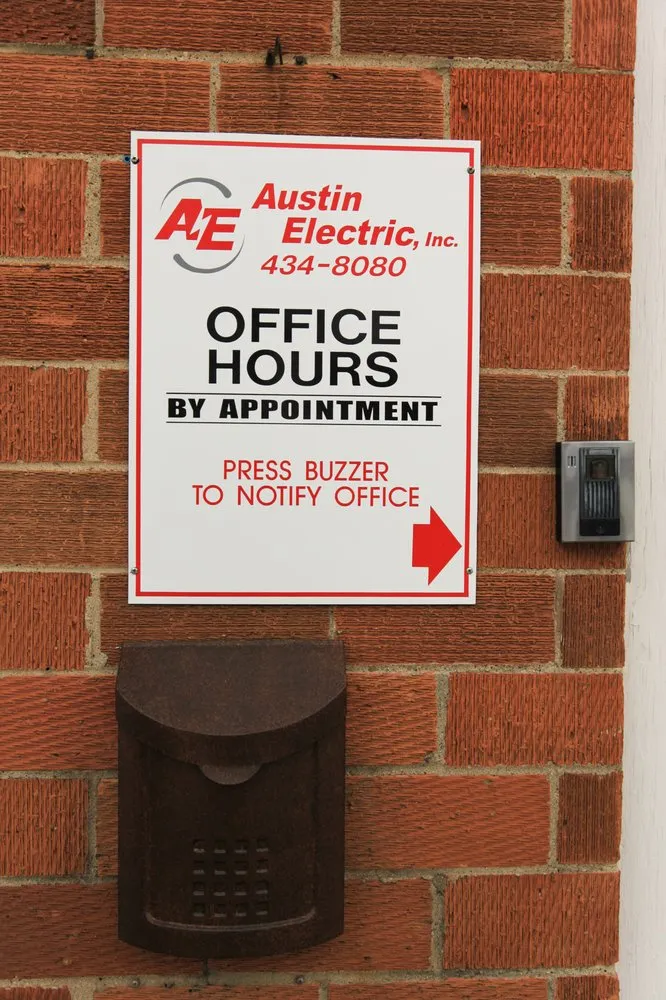 AE
Austin
Electric, Inc.
434-8080
OFFICE
HOURS
BY APPOINTMENT
PRESS BUZZER
TO NOTIFY OFFICE